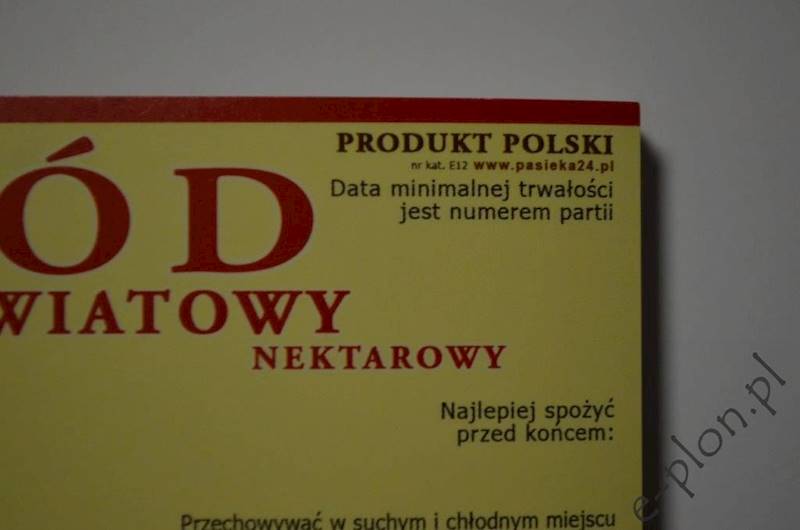 PRODUKT POLSKI
nr kat. E12 www.pasieka24.pl
Data minimalnej trwałości
jest numerem partii
ÓD
WIATOWY
NEKTAROWY
Najlepiej spożyć
przed końcem:
Przechowywać w suchym i chłodnym miejscu
e-plon.pl